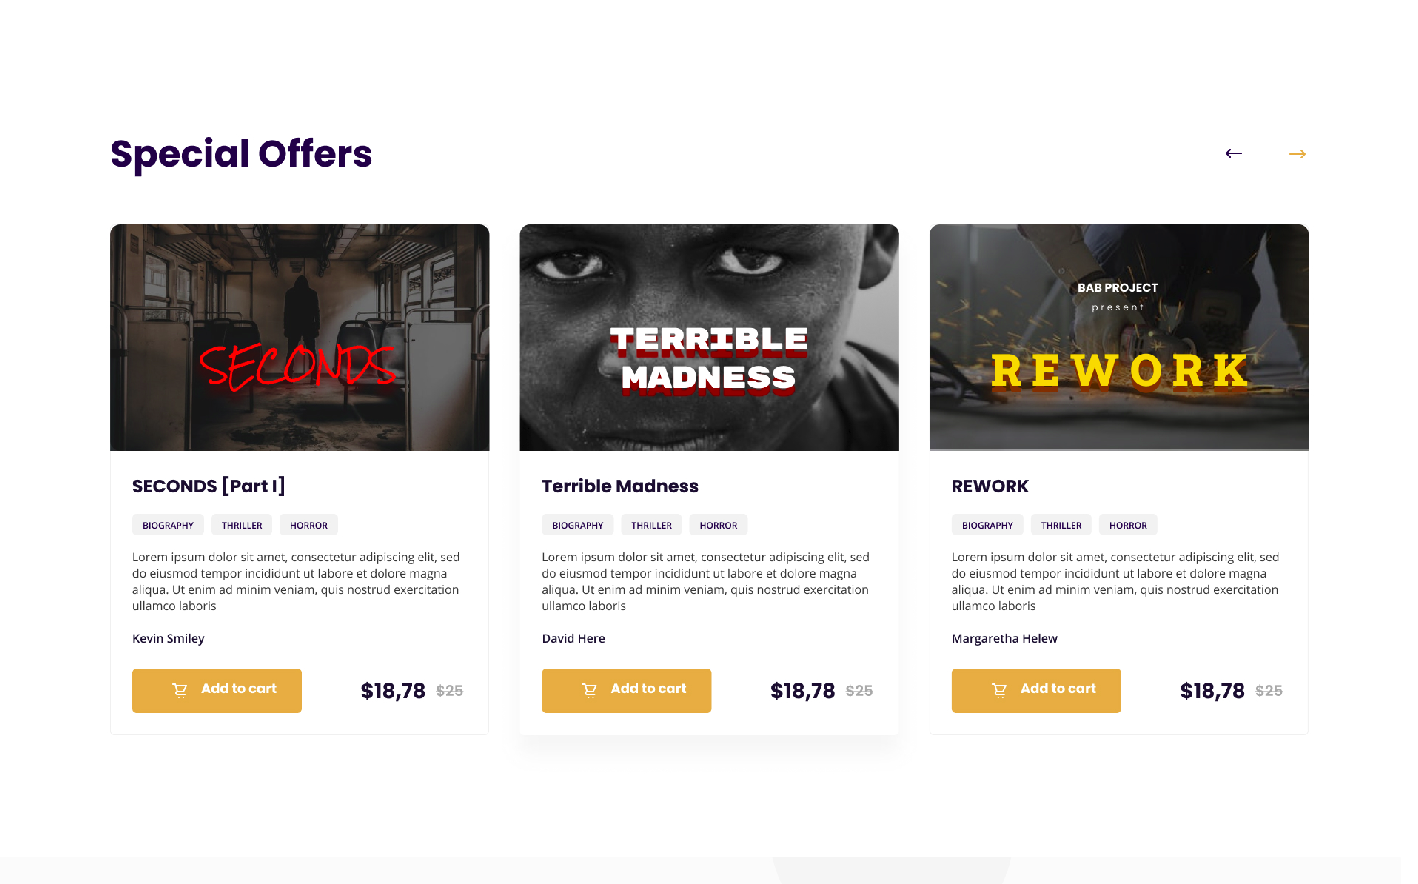 Special Offers
SECONDS
TERRIBLE
MADNESS
BAB PROJECT
present
REWORK
SECONDS [Part I]
BIOGRAPHY THRILLER HORROR
Lorem ipsum dolor sit amet, consectetur adipiscing elit, sed
do eiusmod tempor incididunt ut labore et dolore magna
aliqua. Ut enim ad minim veniam, quis nostrud exercitation
ullamco laboris
Kevin Smiley
Add to cart $18,78 $25
Terrible Madness
BIOGRAPHY THRILLER HORROR
Lorem ipsum dolor sit amet, consectetur adipiscing elit, sed
do eiusmod tempor incididunt ut labore et dolore magna
aliqua. Ut enim ad minim veniam, quis nostrud exercitation
ullamco laboris
David Here
Add to cart $18,78 $25
REWORK
BIOGRAPHY THRILLER HORROR
Lorem ipsum dolor sit amet, consectetur adipiscing elit, sed
do eiusmod tempor incididunt ut labore et dolore magna
aliqua. Ut enim ad minim veniam, quis nostrud exercitation
ullamco laboris
Margaretha Helew
Add to cart $18,78 $25